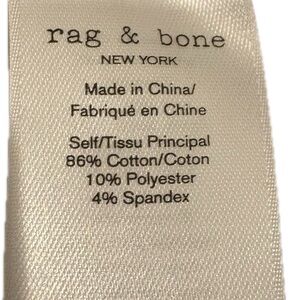 rag & bone
NEW YORK
Made in China/
Fabriqué en Chine
Self/Tissu Principal
86% Cotton/Coton
10% Polyester
4% Spandex